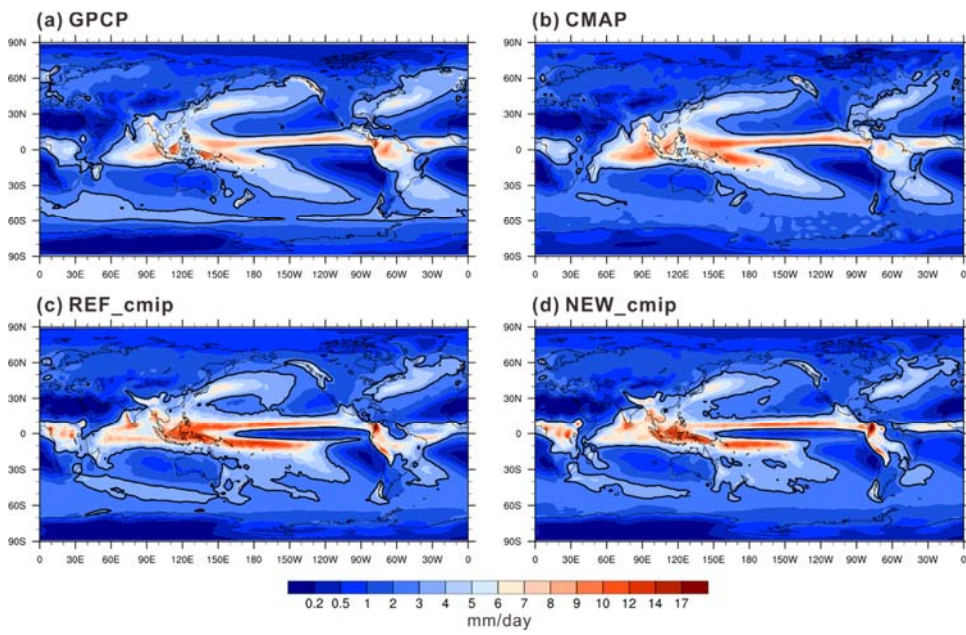 (a) GPCP
(b) CMAP
90N
60N
30N
0
30S
60S
90S
0 30E 60E 90E 120E 150E 180 150W 120W 90W 60W 30W 0
90N
60N
30N
0
30S
60S
90S
0 30E 60E 90E 120E 150E 180 150W 120W 90W 60W 30W 0
(c) REF_cmip
(d) NEW_cmip
90N
60N
30N
0
30S
60S
90S
0 30E 60E 90E 120E 150E 180 150W 120W 90W 60W 30W 0
90N
60N
30N
0
30S
60S
90S
0 30E 60E 90E 120E 150E 180 150W 120W 90W 60W 30W 0
0.2 0.5 1 2 3 4 5 6 7 8 9 10 12 14 17
mm/day